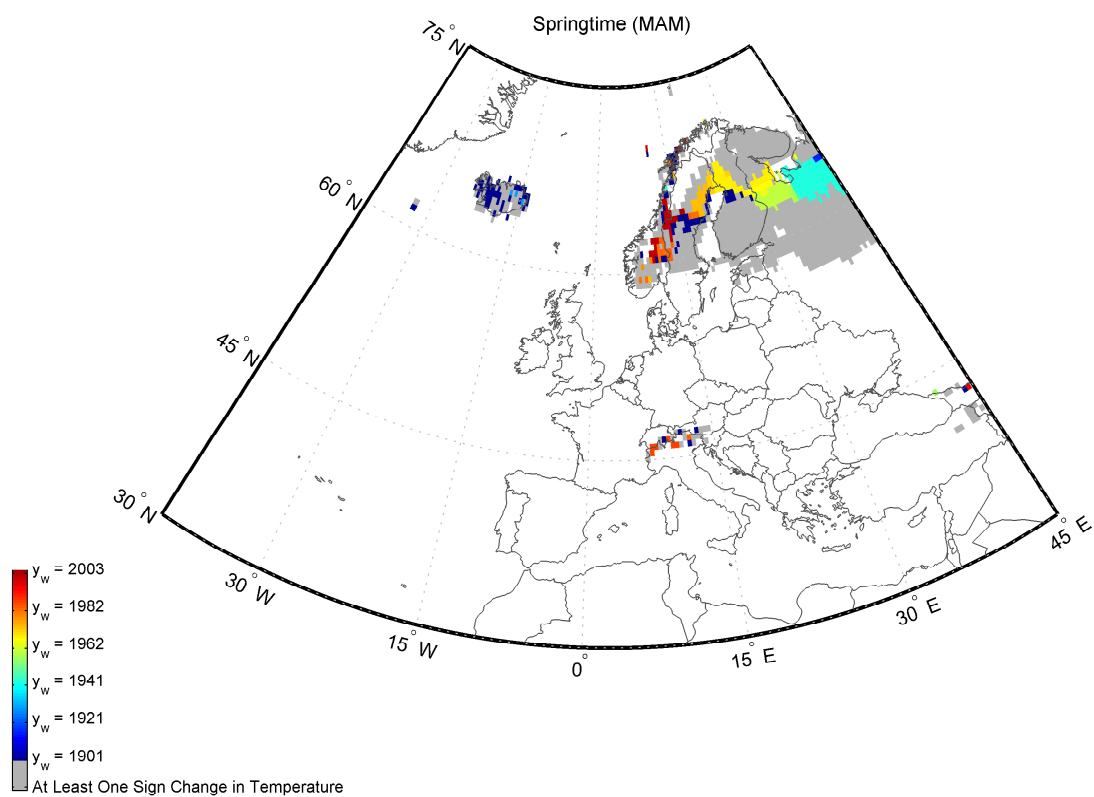 Springtime (MAM)
75° N
60° N
45° N
30° N
30° W
15° W
0°
15° E
30° E
45° E
y_w = 2003
y_w = 1982
y_w = 1962
y_w = 1941
y_w = 1921
y_w = 1901
At Least One Sign Change in Temperature